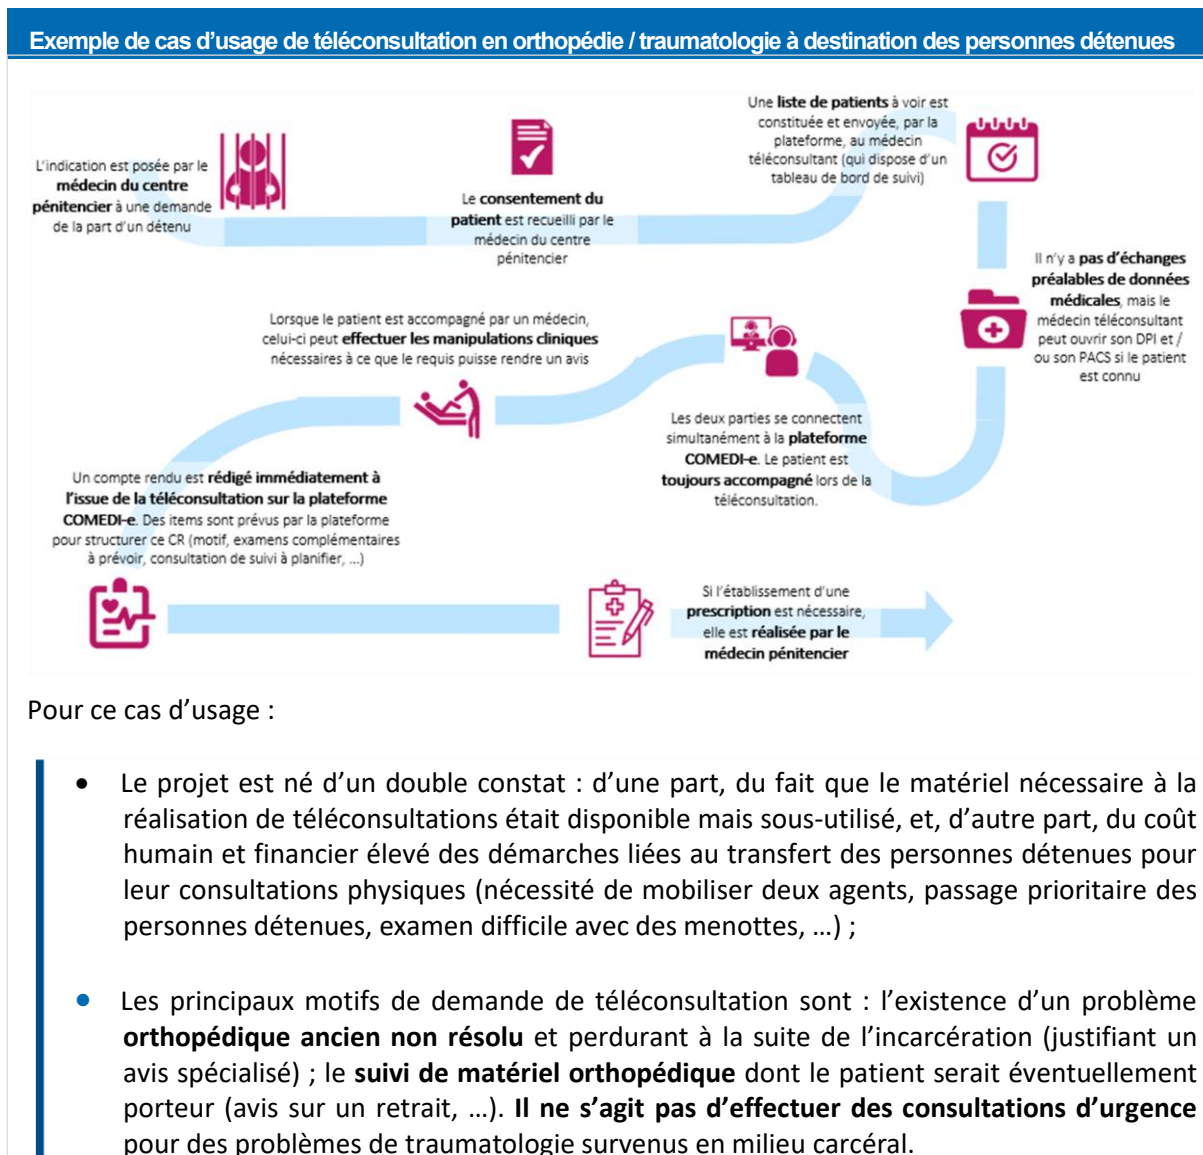 Exemple de cas d’usage de téléconsultation en orthopédie / traumatologie à destination des personnes détenues
L’indication est posée par le
médecin du centre
pénitencier à une demande
de la part d’un détenu
Le consentement du
patient est recueilli par le
médecin du centre
pénitencier
Une liste de patients à voir est
constituée et envoyée, par la
plateforme, au médecin
téléconsultant (qui dispose d’un
tableau de bord de suivi)
Il n’y a pas d’échanges
préalables de données
médicales, mais le
médecin téléconsultant
peut ouvrir son DPI et /
ou son PACS si le patient
est connu
Les deux parties se connectent
simultanément à la plateforme
COMEDI-e. Le patient est
toujours accompagné lors de la
téléconsultation.
Lorsque le patient est accompagné par un médecin,
celui-ci peut effectuer les manipulations cliniques
nécessaires à ce que le requis puisse rendre un avis
Un compte rendu est rédigé immédiatement à
l’issue de la téléconsultation sur la plateforme
COMEDI-e. Des items sont prévus par la plateforme
pour structurer ce CR (motif, examens complémentaires
à prévoir, consultation de suivi à planifier, ...)
Si l’établissement d’une
prescription est nécessaire,
elle est réalisée par le
médecin pénitencier
Pour ce cas d’usage :
• Le projet est né d’un double constat : d’une part, du fait que le matériel nécessaire à la
réalisation de téléconsultations était disponible mais sous-utilisé, et, d’autre part, du coût
humain et financier élevé des démarches liées au transfert des personnes détenues pour
leur consultations physiques (nécessité de mobiliser deux agents, passage prioritaire des
personnes détenues, examen difficile avec des menottes, …) ;
• Les principaux motifs de demande de téléconsultation sont : l’existence d’un problème
orthopédique ancien non résolu et perdurant à la suite de l’incarcération (justifiant un
avis spécialisé) ; le suivi de matériel orthopédique dont le patient serait éventuellement
porteur (avis sur un retrait, …). Il ne s’agit pas d’effectuer des consultations d’urgence
pour des problèmes de traumatologie survenus en milieu carcéral.